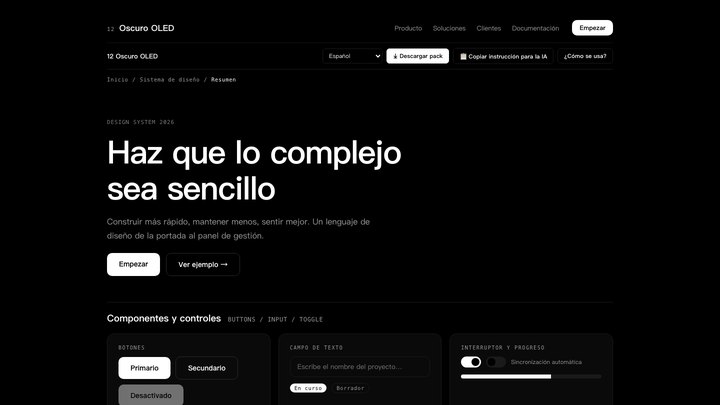 12 Oscuro OLED
Producto Soluciones Clientes Documentación Empezar
12 Oscuro OLED
Español
⤓ Descargar pack
📋 Copiar instrucción para la IA
¿Cómo se usa?
Inicio / Sistema de diseño / Resumen
DESIGN SYSTEM 2026
Haz que lo complejo
sea sencillo
Construir más rápido, mantener menos, sentir mejor. Un lenguaje de
diseño de la portada al panel de gestión.
Empezar
Ver ejemplo →
Componentes y controles BUTTONS / INPUT / TOGGLE
BOTONES
Primario
Secundario
Desactivado
CAMPO DE TEXTO
Escribe el nombre del proyecto...
En curso
Borrador
INTERRUPTOR Y PROGRESO
Sincronización automática